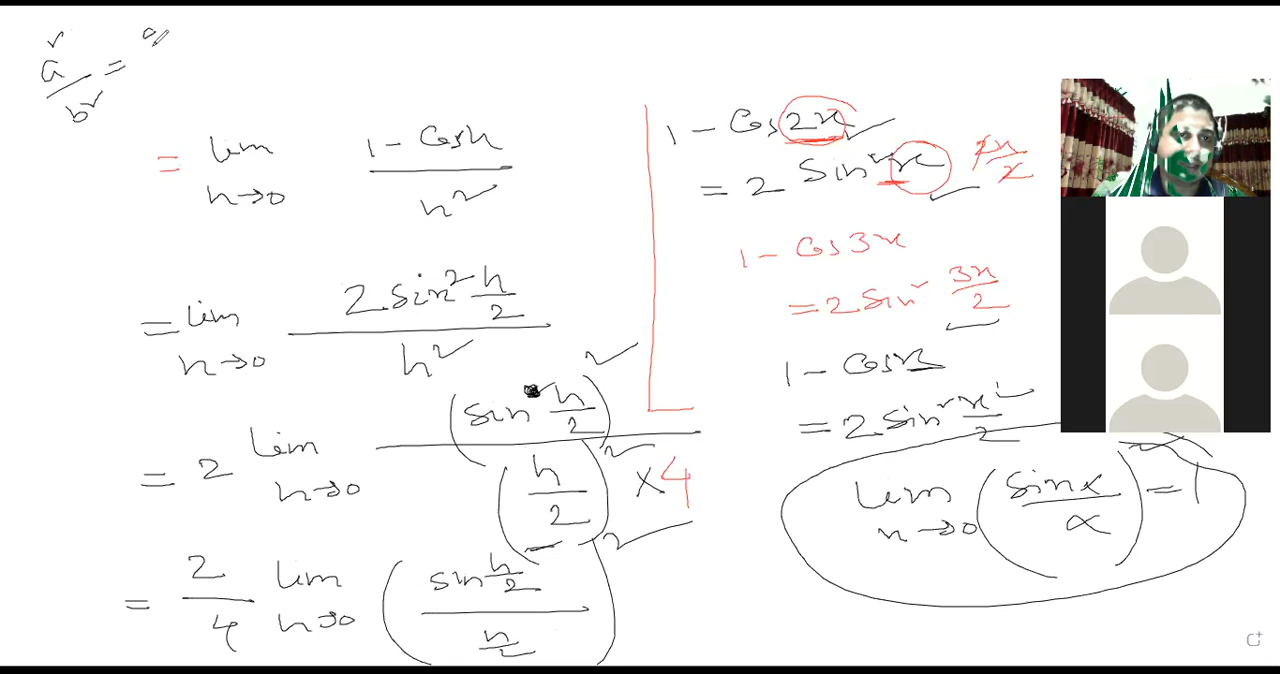 a² / b² = a
= lim h→0 (1 - Cosh) / h²
= lim h→0 (2 sin² h/2) / h²
= 2 lim h→0 (sin h/2)² / ((h/2)² × 4)
= 2/4 lim h→0 (sin h/2 / h/2)
1 - Cos 2x
= 2 Sin² x 2x/2
1 - Cos 3x
= 2 Sin² 3x/2
1 - Cos x
= 2 Sin² x/2
lim x→0 (sin x / x) = 1